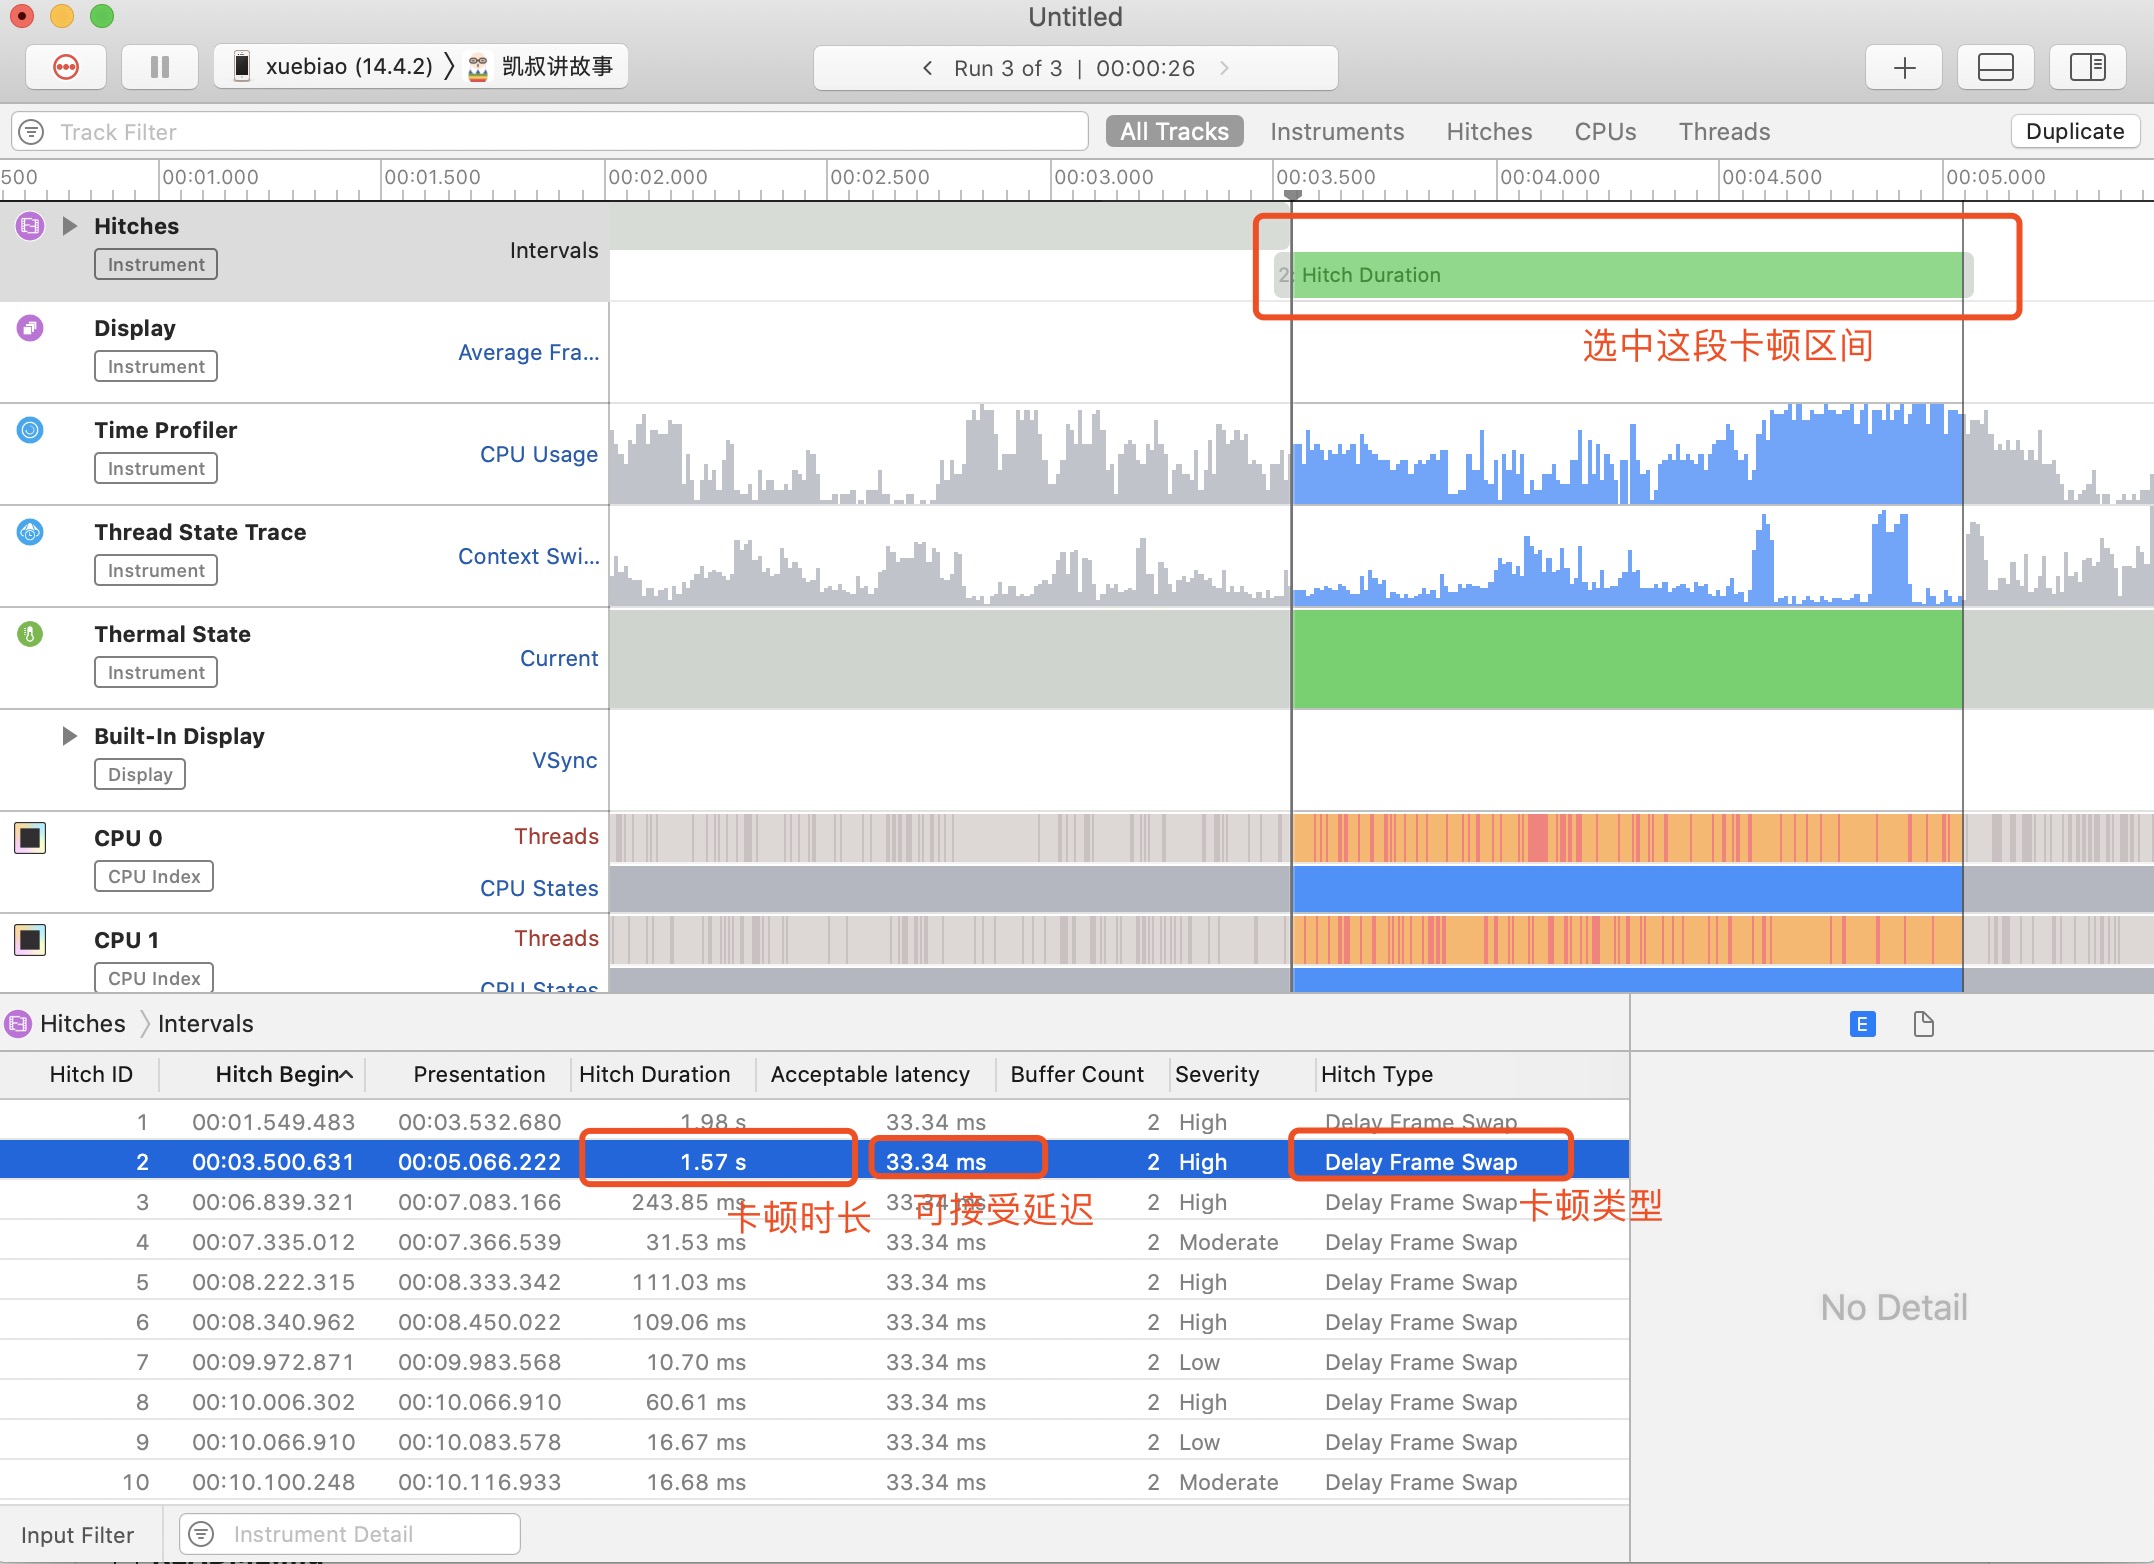 Untitled
xuebiao (14.4.2) 〉 凯叔讲故事
Run 3 of 3 | 00:00:26
Track Filter
All Tracks Instruments Hitches CPUs Threads Duplicate
500 00:01.000 00:01.500 00:02.000 00:02.500 00:03.000 00:03.500 00:04.000 00:04.500 00:05.000
Hitches
Instrument
Intervals
2: Hitch Duration
选中这段卡顿区间
Display
Instrument
Average Fra...
Time Profiler
Instrument
CPU Usage
Thread State Trace
Instrument
Context Swi...
Thermal State
Instrument
Current
Built-In Display
Display
VSync
CPU 0
CPU Index
Threads
CPU States
CPU 1
CPU Index
Threads
CPU States
Hitches 〉 Intervals
E
Hitch ID Hitch Begin Presentation Hitch Duration Acceptable latency Buffer Count Severity Hitch Type
1 00:01.549.483 00:03.532.680 1.98 s 33.34 ms 2 High Delay Frame Swap
2 00:03.500.631 00:05.066.222 1.57 s 33.34 ms 2 High Delay Frame Swap
3 00:06.839.321 00:07.083.166 243.85 ms 33.34 ms 2 High Delay Frame Swap
卡顿时长 可接受延迟 卡顿类型
4 00:07.335.012 00:07.366.539 31.53 ms 33.34 ms 2 Moderate Delay Frame Swap
5 00:08.222.315 00:08.333.342 111.03 ms 33.34 ms 2 High Delay Frame Swap
6 00:08.340.962 00:08.450.022 109.06 ms 33.34 ms 2 High Delay Frame Swap
7 00:09.972.871 00:09.983.568 10.70 ms 33.34 ms 2 Low Delay Frame Swap
8 00:10.006.302 00:10.066.910 60.61 ms 33.34 ms 2 High Delay Frame Swap
9 00:10.066.910 00:10.083.578 16.67 ms 33.34 ms 2 Low Delay Frame Swap
10 00:10.100.248 00:10.116.933 16.68 ms 33.34 ms 2 Moderate Delay Frame Swap
No Detail
Input Filter
Instrument Detail